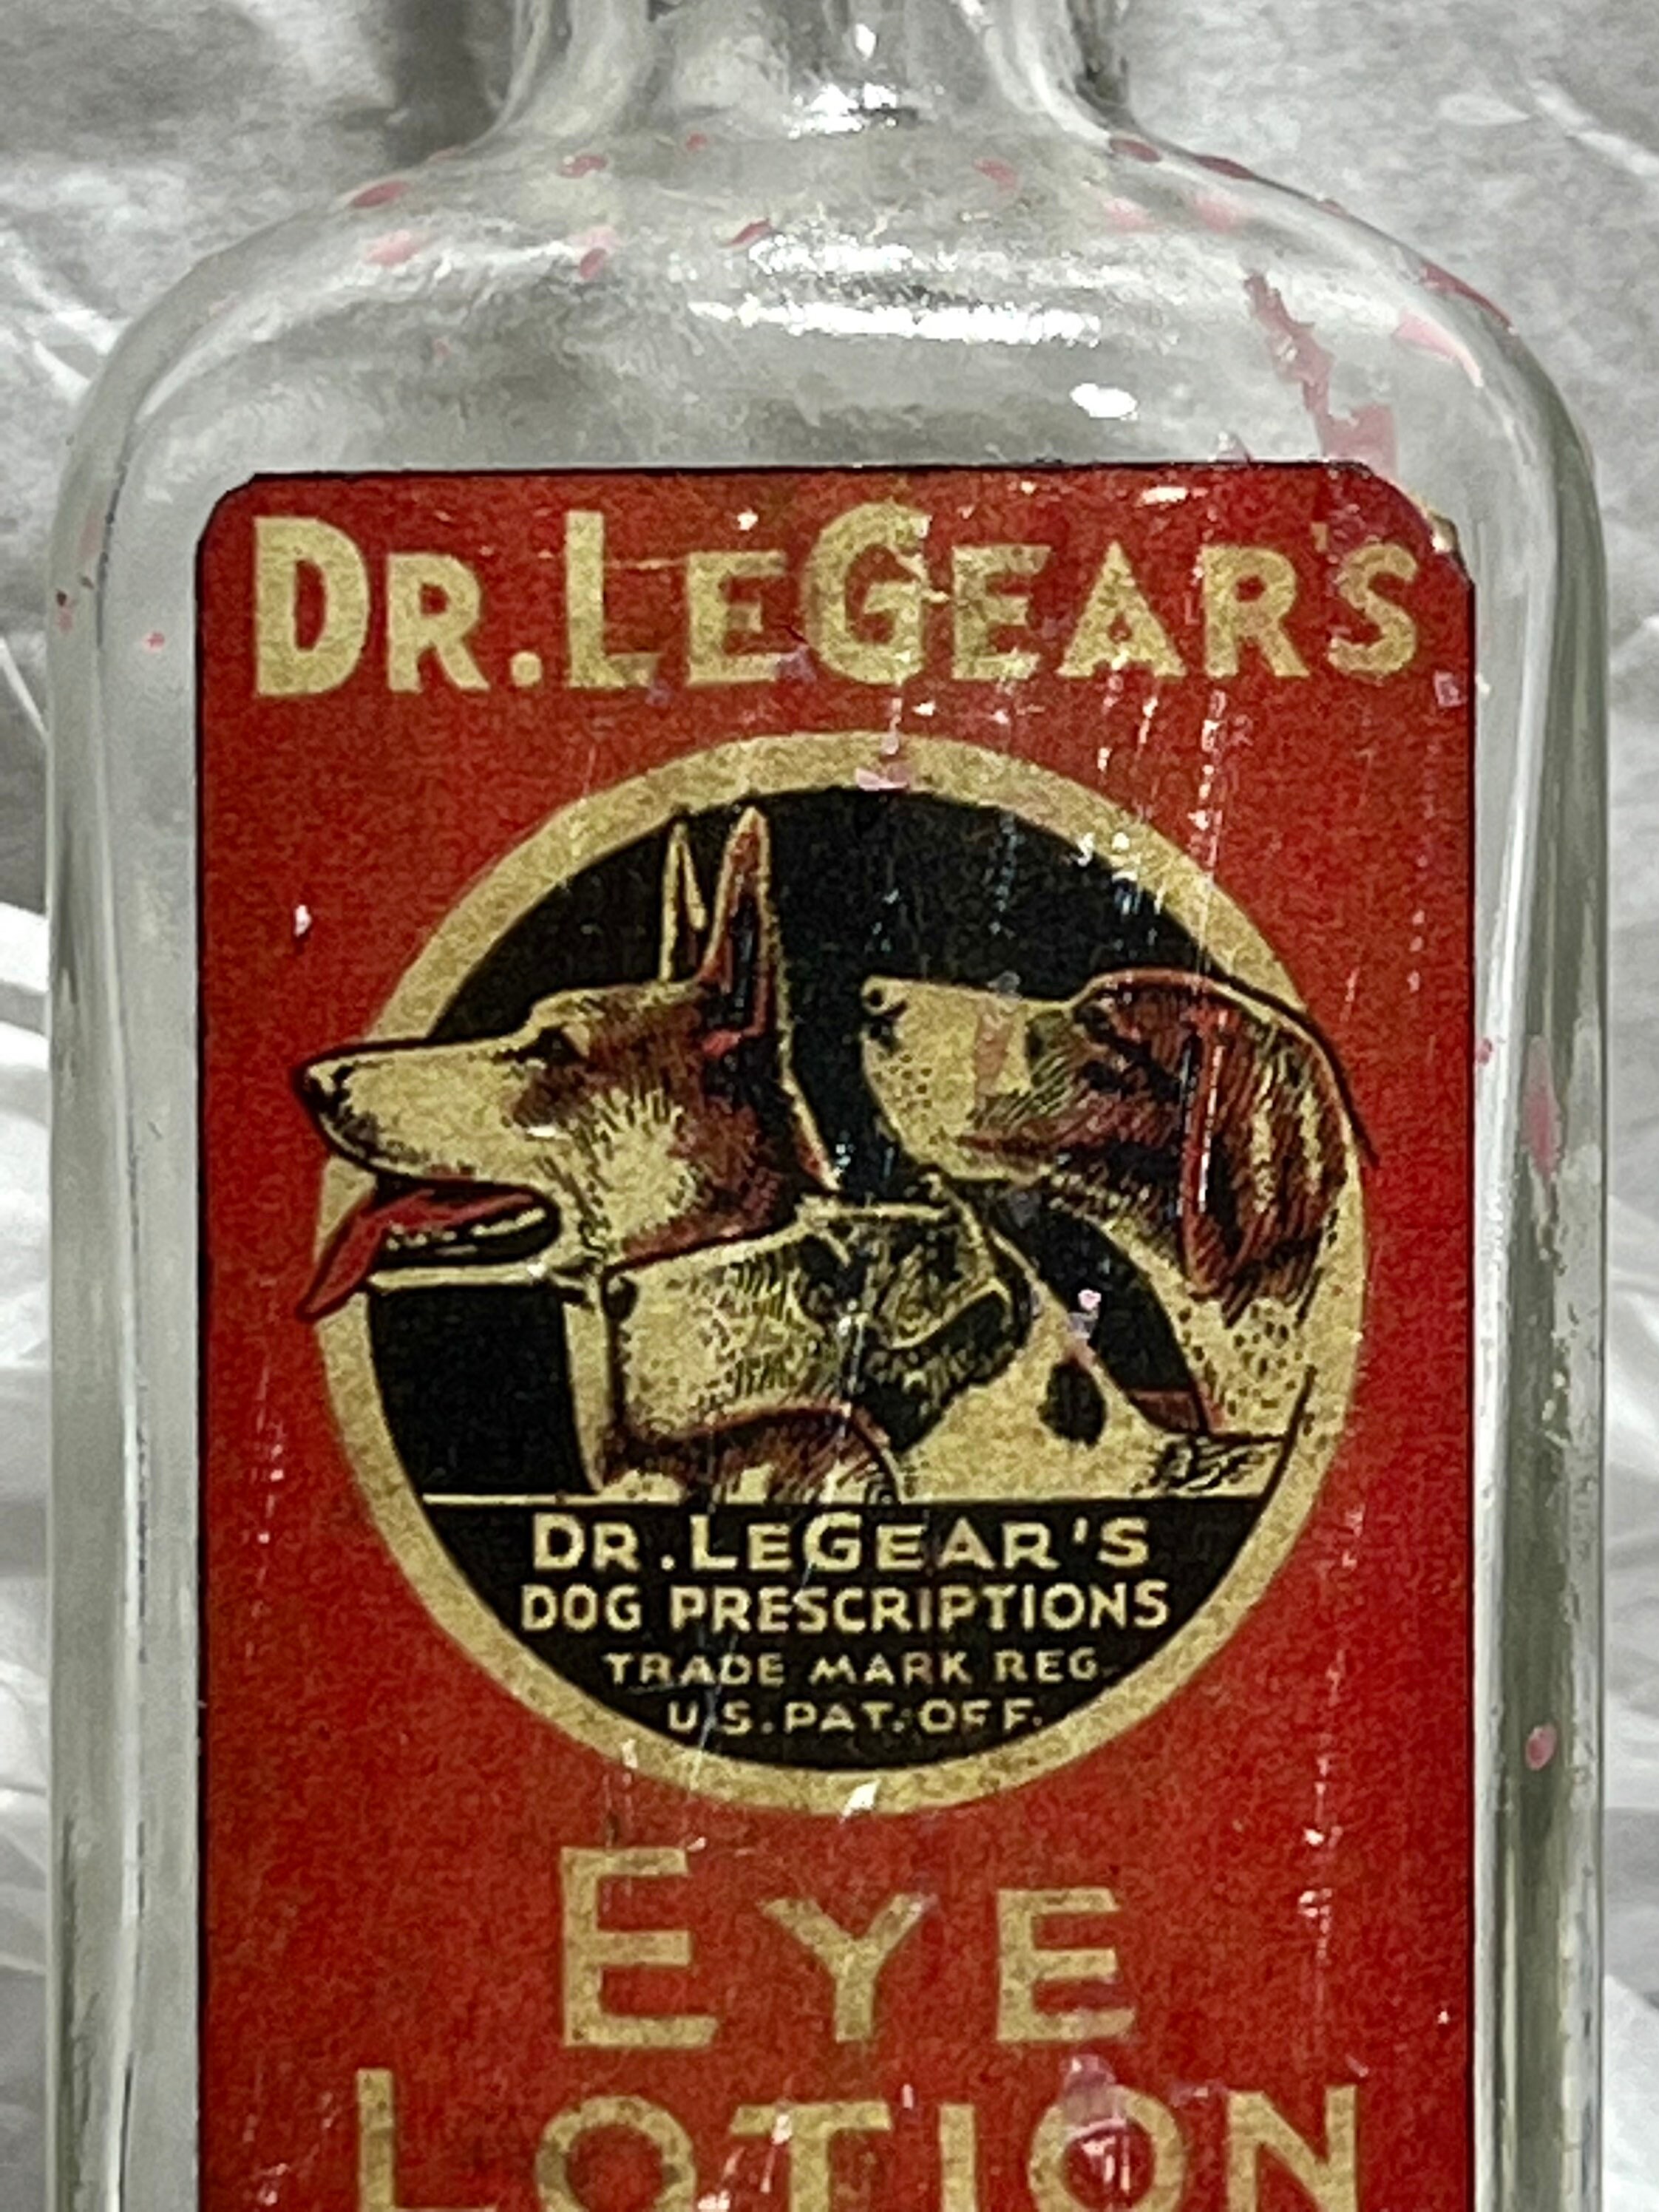 DR. LEGEAR'S
DR. LEGEAR'S
DOG PRESCRIPTIONS
TRADE MARK REG.
U.S. PAT. OFF.
EYE
LOTION